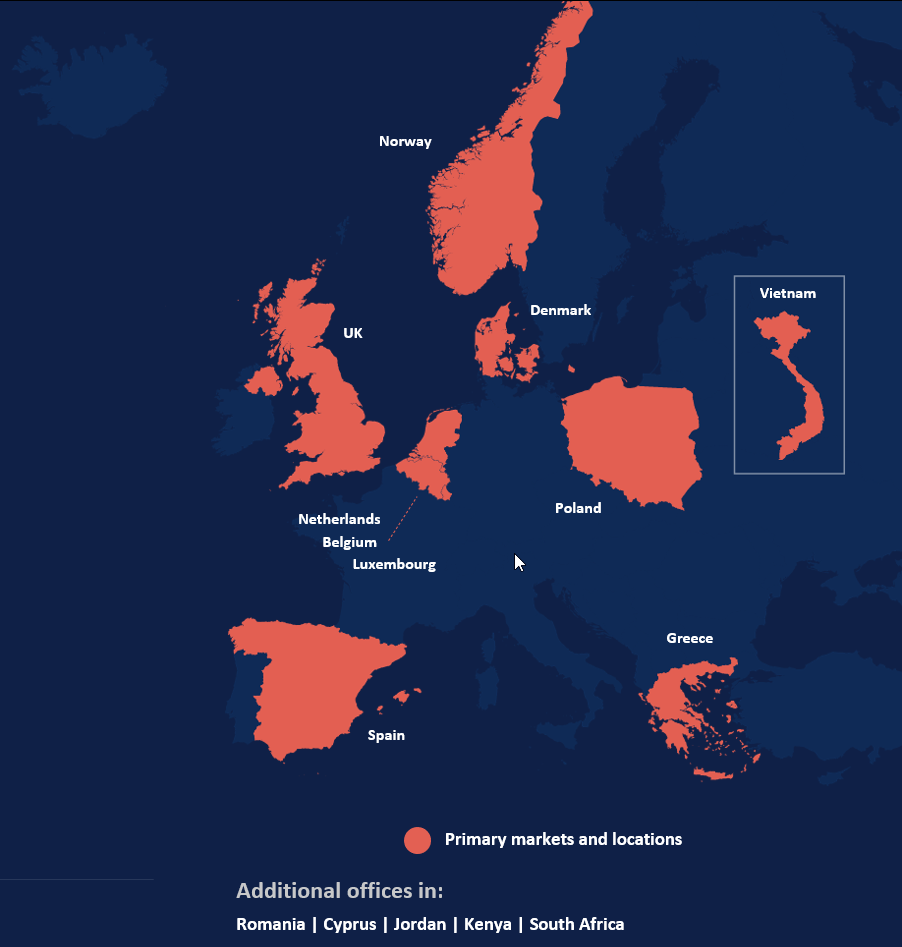 Norway
Vietnam
Denmark
UK
Poland
Netherlands
Belgium
Luxembourg
Greece
Spain
Primary markets and locations
Additional offices in:
Romania | Cyprus | Jordan | Kenya | South Africa